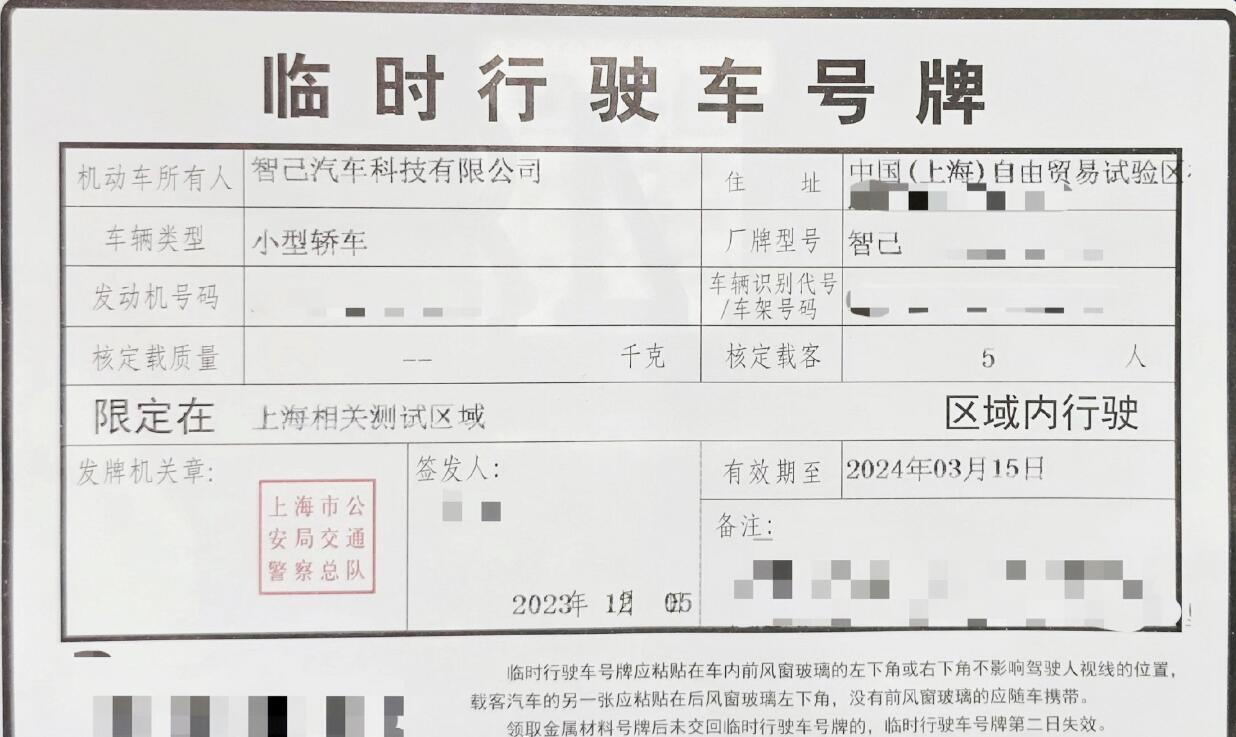 临时行驶车号牌
机动车所有人 智己汽车科技有限公司 住 址 中国(上海)自由贸易试验区
车辆类型 小型轿车 厂牌型号 智己
发动机号码 车辆识别代号
/车架号码
核定载质量 -- 千克 核定载客 5 人
限定在 上海相关测试区域 区域内行驶
发牌机关章: 签发人: 有效期至 2024年03月15日
上海市公
安局交通
警察总队
备注:
2023年 12月 05日
临时行驶车号牌应粘贴在车内前风窗玻璃的左下角或右下角不影响驾驶人视线的位置,
载客汽车的另一张应粘贴在后风窗玻璃左下角,没有前风窗玻璃的应随车携带。
领取金属材料号牌后未交回临时行驶车号牌的,临时行驶车号牌第二日失效。